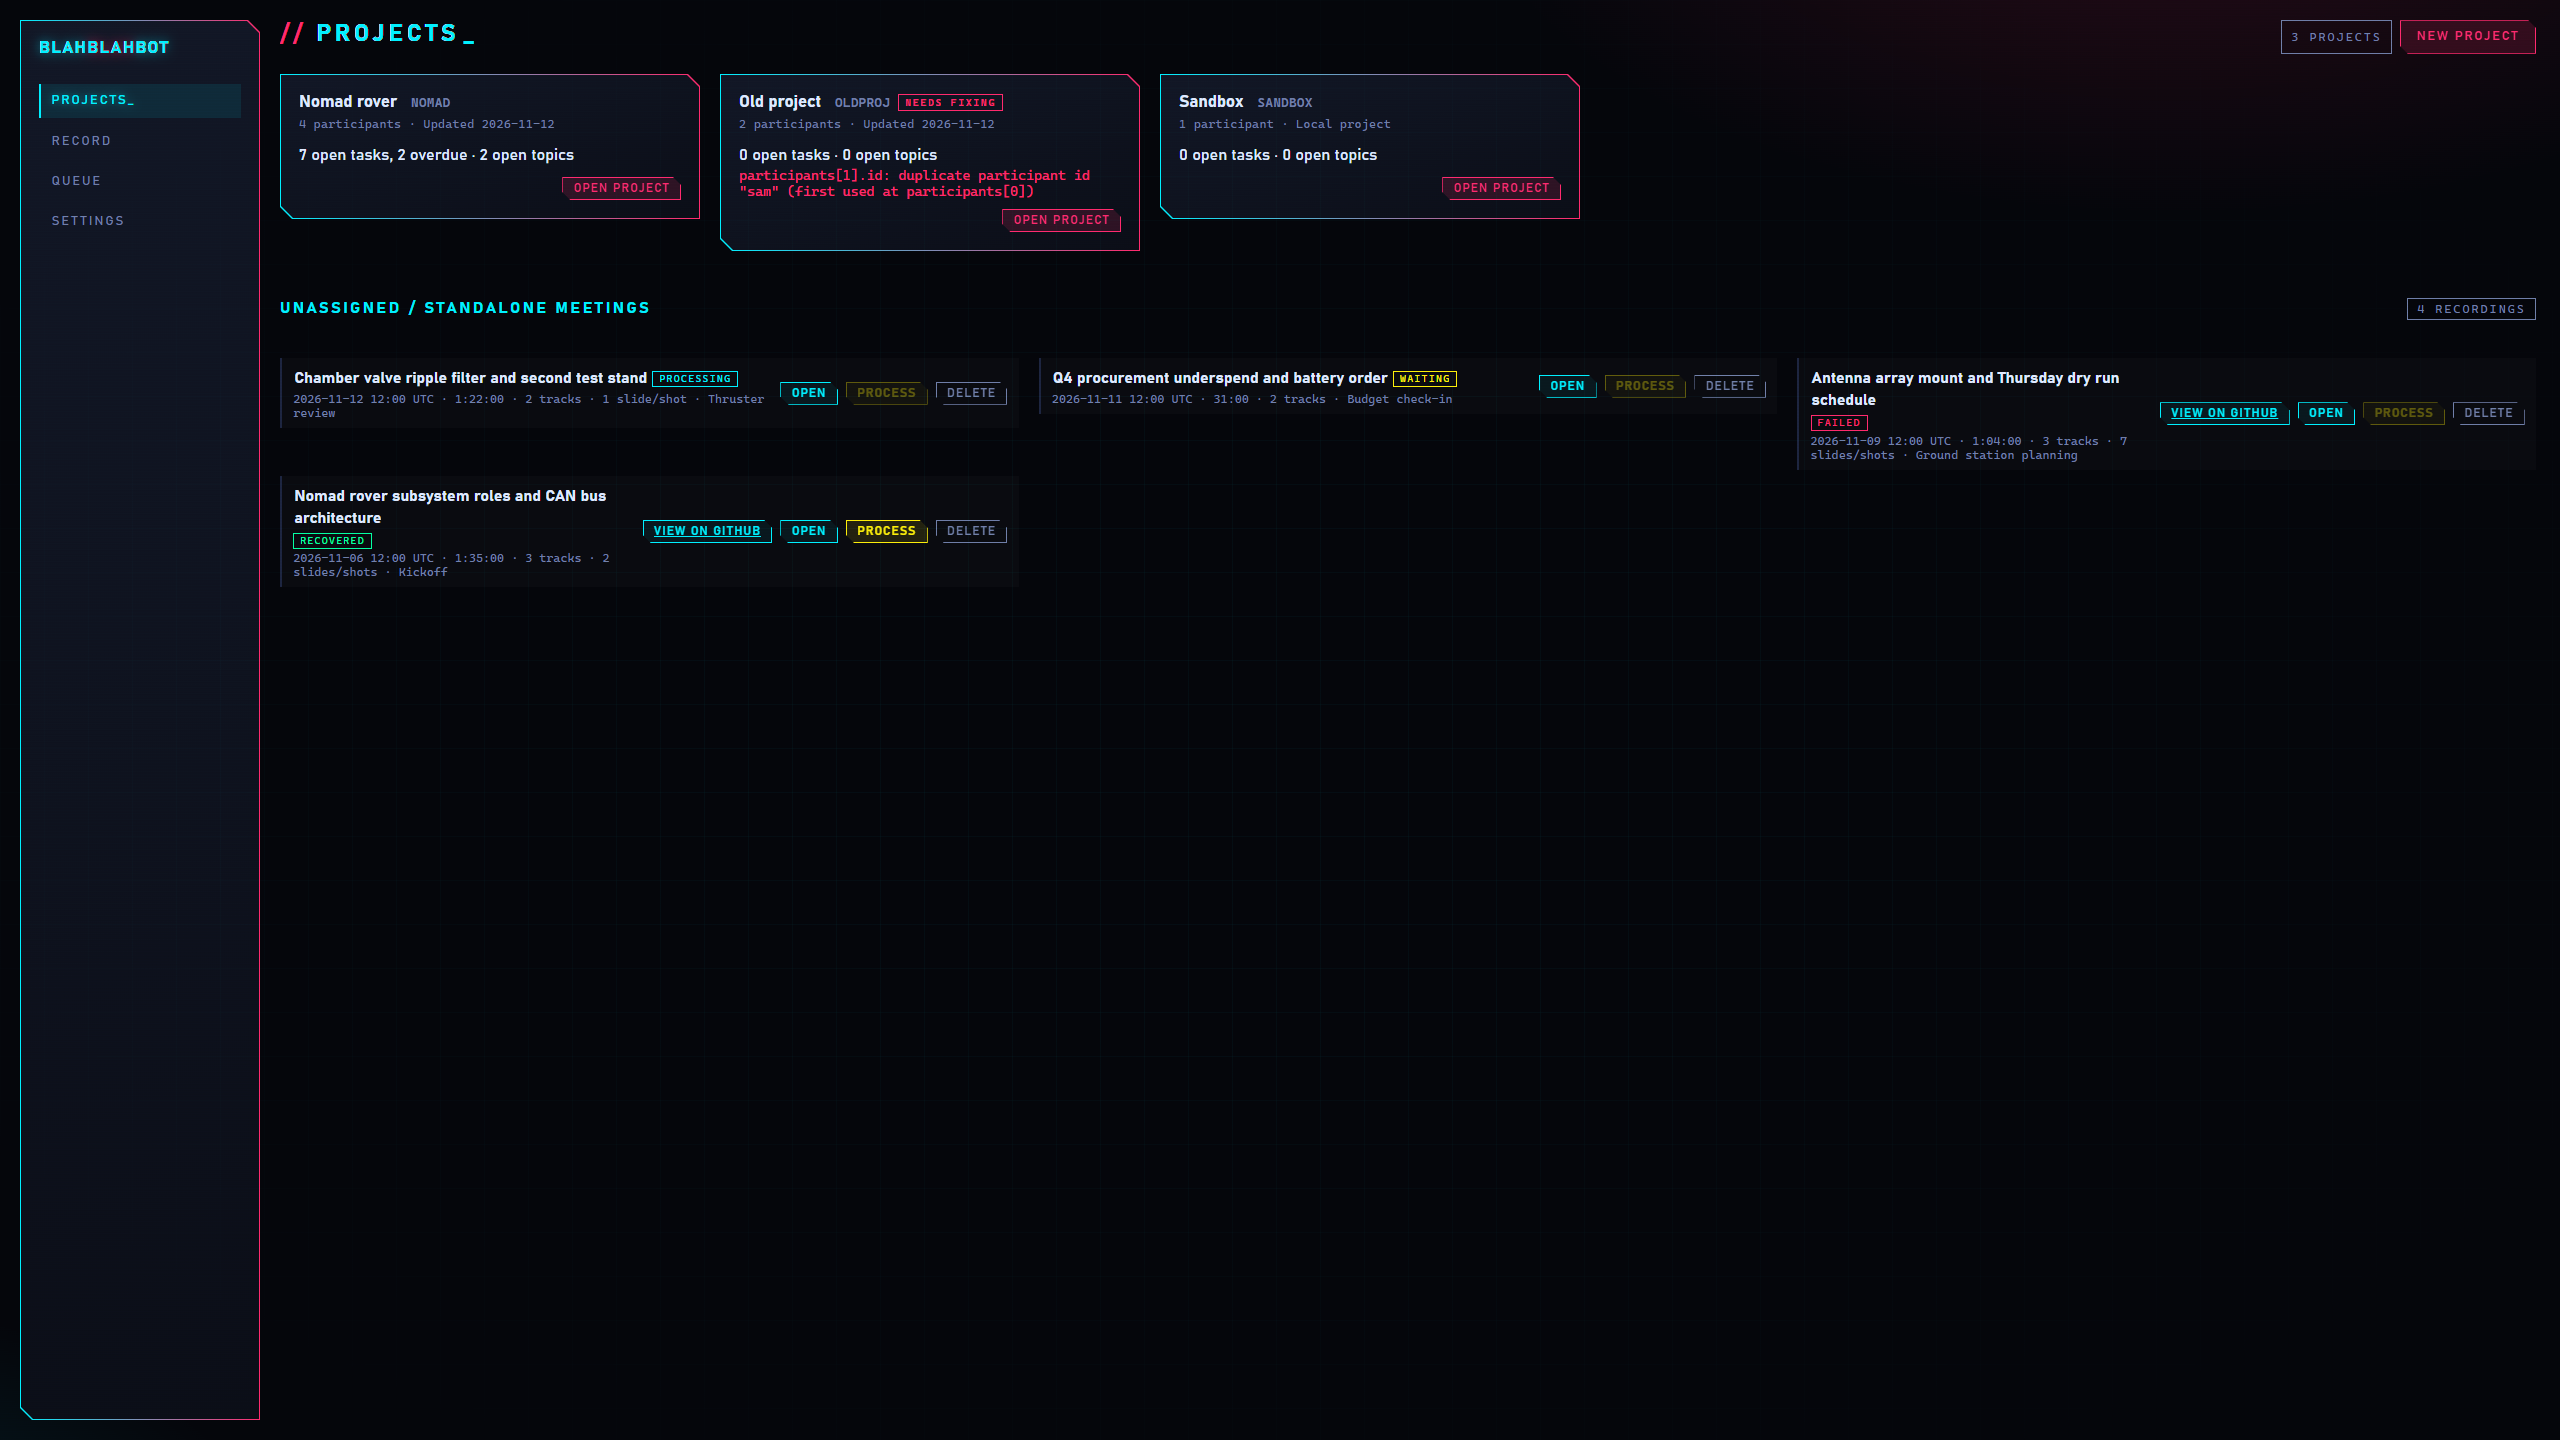 BLAHBLAHBOT
PROJECTS_
RECORD
QUEUE
SETTINGS
// PROJECTS_
3 PROJECTS
NEW PROJECT
Nomad rover NOMAD
4 participants · Updated 2026-11-12
7 open tasks, 2 overdue · 2 open topics
OPEN PROJECT
Old project OLDPROJ NEEDS FIXING
2 participants · Updated 2026-11-12
0 open tasks · 0 open topics
participants[1].id: duplicate participant id
"sam" (first used at participants[0])
OPEN PROJECT
Sandbox SANDBOX
1 participant · Local project
0 open tasks · 0 open topics
OPEN PROJECT
UNASSIGNED / STANDALONE MEETINGS
4 RECORDINGS
Chamber valve ripple filter and second test stand PROCESSING
2026-11-12 12:00 UTC · 1:22:00 · 2 tracks · 1 slide/shot · Thruster
review
OPEN PROCESS DELETE
Q4 procurement underspend and battery order WAITING
2026-11-11 12:00 UTC · 31:00 · 2 tracks · Budget check-in
OPEN PROCESS DELETE
Antenna array mount and Thursday dry run
schedule
FAILED
2026-11-09 12:00 UTC · 1:04:00 · 3 tracks · 7
slides/shots · Ground station planning
VIEW ON GITHUB OPEN PROCESS DELETE
Nomad rover subsystem roles and CAN bus
architecture
RECOVERED
2026-11-06 12:00 UTC · 1:35:00 · 3 tracks · 2
slides/shots · Kickoff
VIEW ON GITHUB OPEN PROCESS DELETE